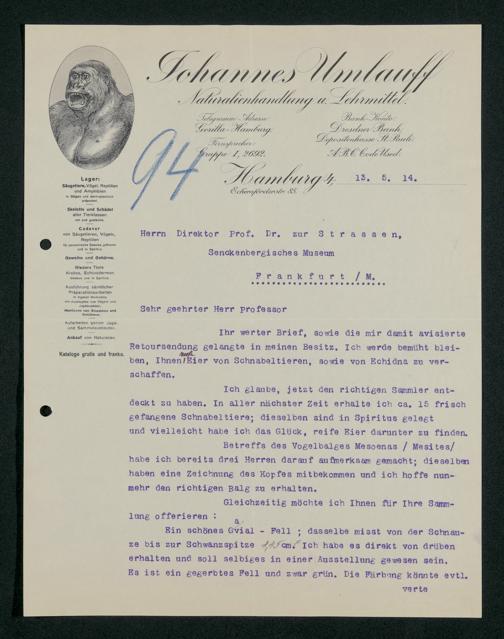 Johannes Umlauff
Naturalienhandlung u. Lehrmittel.
Telegramm-Adresse:
Gorilla-Hamburg.
Fernsprecher:
Gruppe 1, 2692.
Bank-Konto:
Dresdner Bank,
Depositenkasse St. Pauli.
A.B.C. Code Used.
94
Hamburg 4, 13. 5. 14.
Lager:
Säugetiere, Vögel, Reptilien
und Amphibien
Skelette und Schädel
aller Tierklassen
Cadaver
von Säugetieren, Vögeln,
Reptilien
Geweihe und Gehörne.
Niedere Tiere
Ausführung sämtlicher
Präparationsarbeiten
Ankauf von Naturalien.
Kataloge gratis und franko.
Herrn Direktor Prof. Dr. zur Strassen,
Senckenbergisches Museum
Frankfurt /M.
Sehr geehrter Herr professor
Ihr werter Brief, sowie die mir damit avisierte
Retoursendung gelangte in meinen Besitz. Ich werde bemüht blei-
ben, Ihnen auch Eier von Schnabeltieren, sowie von Echidna zu ver-
schaffen.
Ich glaube, jetzt den richtigen Sammler ent-
deckt zu haben. In aller nächster Zeit erhalte ich ca. 15 frisch
gefangene Schnabeltiere; dieselben sind in Spiritus gelegt
und vielleicht habe ich das Glück, reife Eier darunter zu finden.
Betreffs des Vogelbalges Mesoenas / Mesites/
habe ich bereits drei Herren darauf aufmerksam gemacht; dieselben
haben eine Zeichnung des Kopfes mitbekommen und ich hoffe nun-
mehr den richtigen Balg zu erhalten.
Gleichzeitig möchte ich Ihnen für Ihre Samm-
lung offerieren :
Ein schönes Gavial - Fell ; dasselbe misst von der Schnau-
ze bis zur Schwanzspitze cm. Ich habe es direkt von drüben
erhalten und soll selbiges in einer Ausstellung gewesen sein.
Es ist ein gegerbtes Fell und zwar grün. Die Färbung könnte evtl.
verte